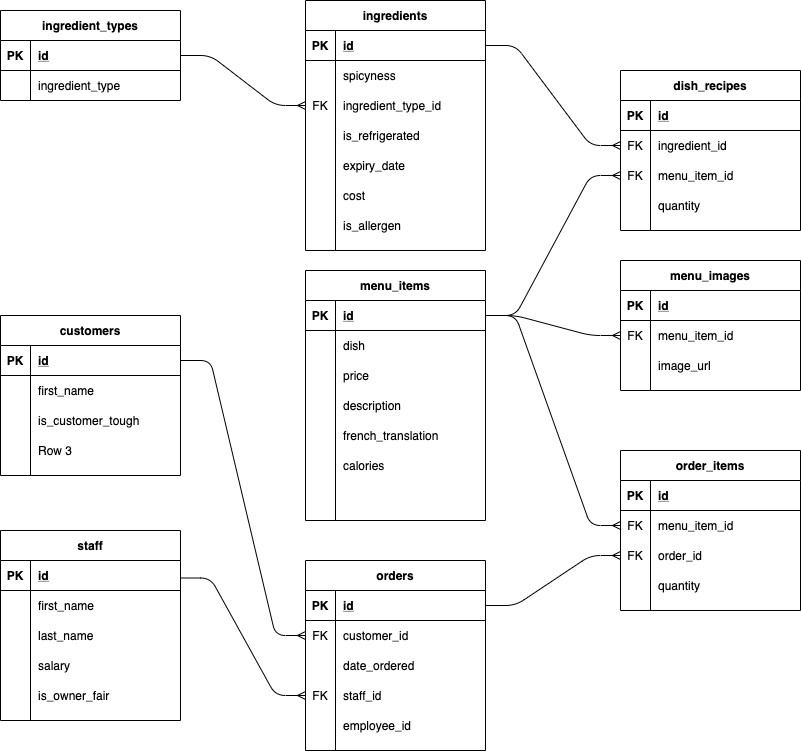 ingredient_types
PK id
ingredient_type
ingredients
PK id
spicyness
FK ingredient_type_id
is_refrigerated
expiry_date
cost
is_allergen
dish_recipes
PK id
FK ingredient_id
FK menu_item_id
quantity
menu_items
PK id
dish
price
description
french_translation
calories
menu_images
PK id
FK menu_item_id
image_url
customers
PK id
first_name
is_customer_tough
Row 3
order_items
PK id
FK menu_item_id
FK order_id
quantity
staff
PK id
first_name
last_name
salary
is_owner_fair
orders
PK id
FK customer_id
date_ordered
FK staff_id
employee_id